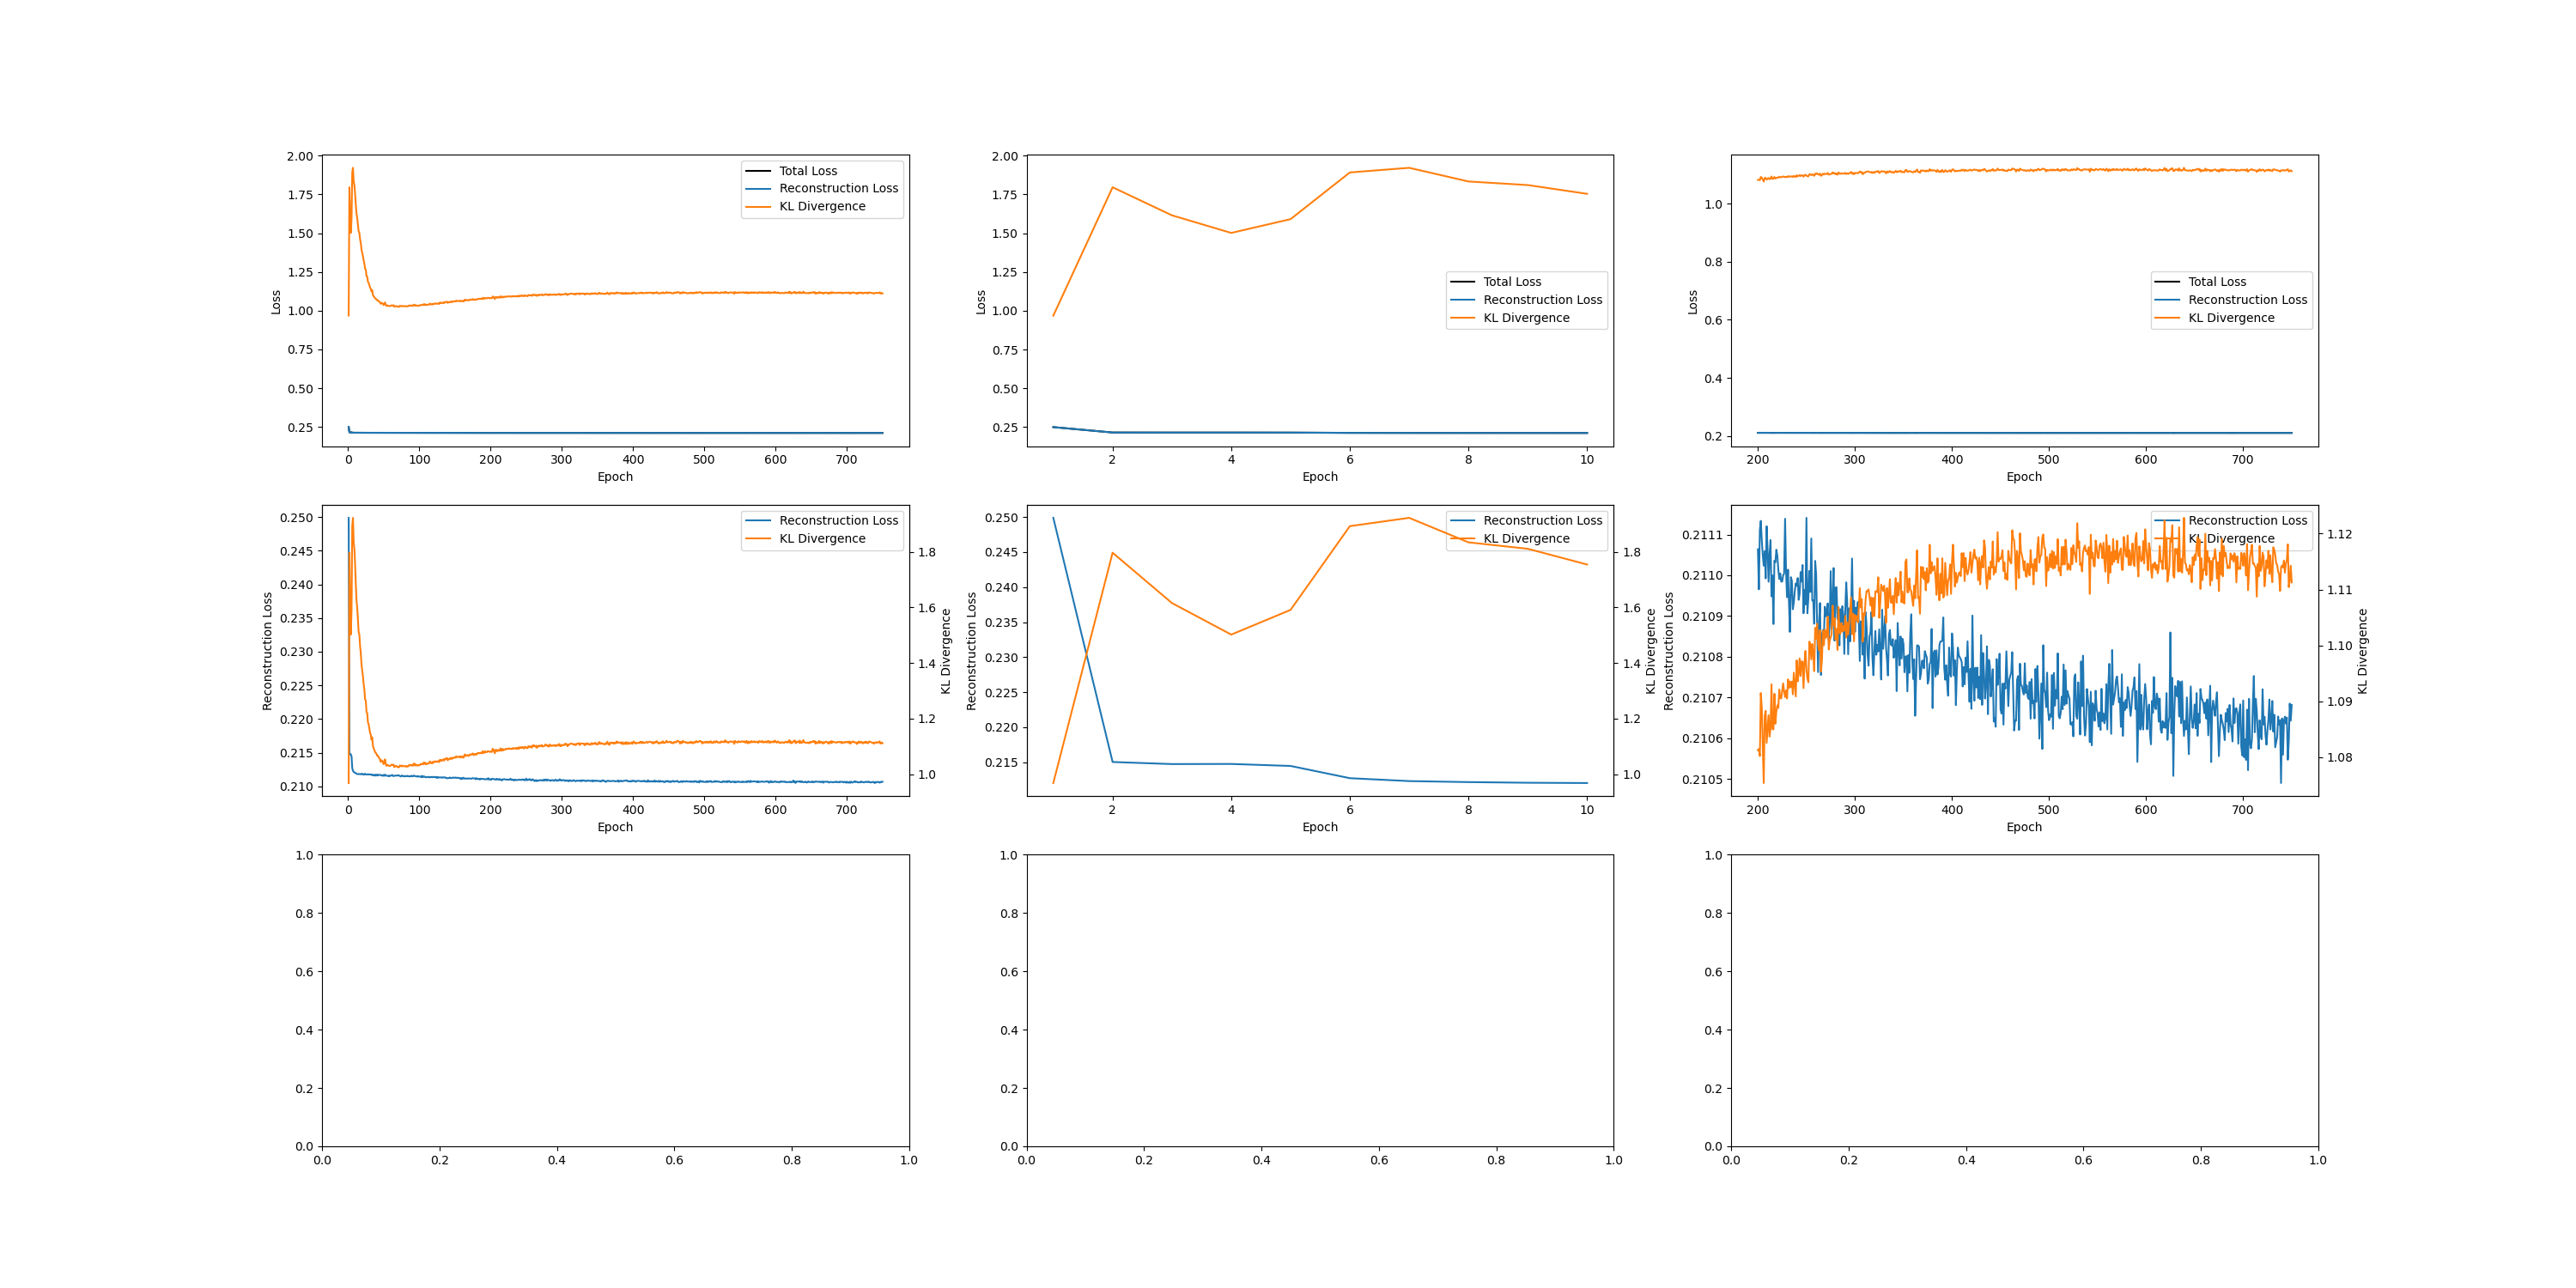 2.00
1.75
1.50
1.25
1.00
0.75
0.50
0.25
Loss
0 100 200 300 400 500 600 700
Epoch
Total Loss
Reconstruction Loss
KL Divergence
2.00
1.75
1.50
1.25
1.00
0.75
0.50
0.25
Loss
2 4 6 8 10
Epoch
Total Loss
Reconstruction Loss
KL Divergence
1.0
0.8
0.6
0.4
0.2
Loss
200 300 400 500 600 700
Epoch
Total Loss
Reconstruction Loss
KL Divergence
0.250
0.245
0.240
0.235
0.230
0.225
0.220
0.215
0.210
Reconstruction Loss
0 100 200 300 400 500 600 700
Epoch
Reconstruction Loss
KL Divergence
1.8
1.6
1.4
1.2
1.0
KL Divergence
0.250
0.245
0.240
0.235
0.230
0.225
0.220
0.215
Reconstruction Loss
2 4 6 8 10
Epoch
Reconstruction Loss
KL Divergence
1.8
1.6
1.4
1.2
1.0
KL Divergence
0.2111
0.2110
0.2109
0.2108
0.2107
0.2106
0.2105
Reconstruction Loss
200 300 400 500 600 700
Epoch
Reconstruction Loss
KL Divergence
1.12
1.11
1.10
1.09
1.08
KL Divergence
1.0
0.8
0.6
0.4
0.2
0.0
0.0 0.2 0.4 0.6 0.8 1.0
1.0
0.8
0.6
0.4
0.2
0.0
0.0 0.2 0.4 0.6 0.8 1.0
1.0
0.8
0.6
0.4
0.2
0.0
0.0 0.2 0.4 0.6 0.8 1.0